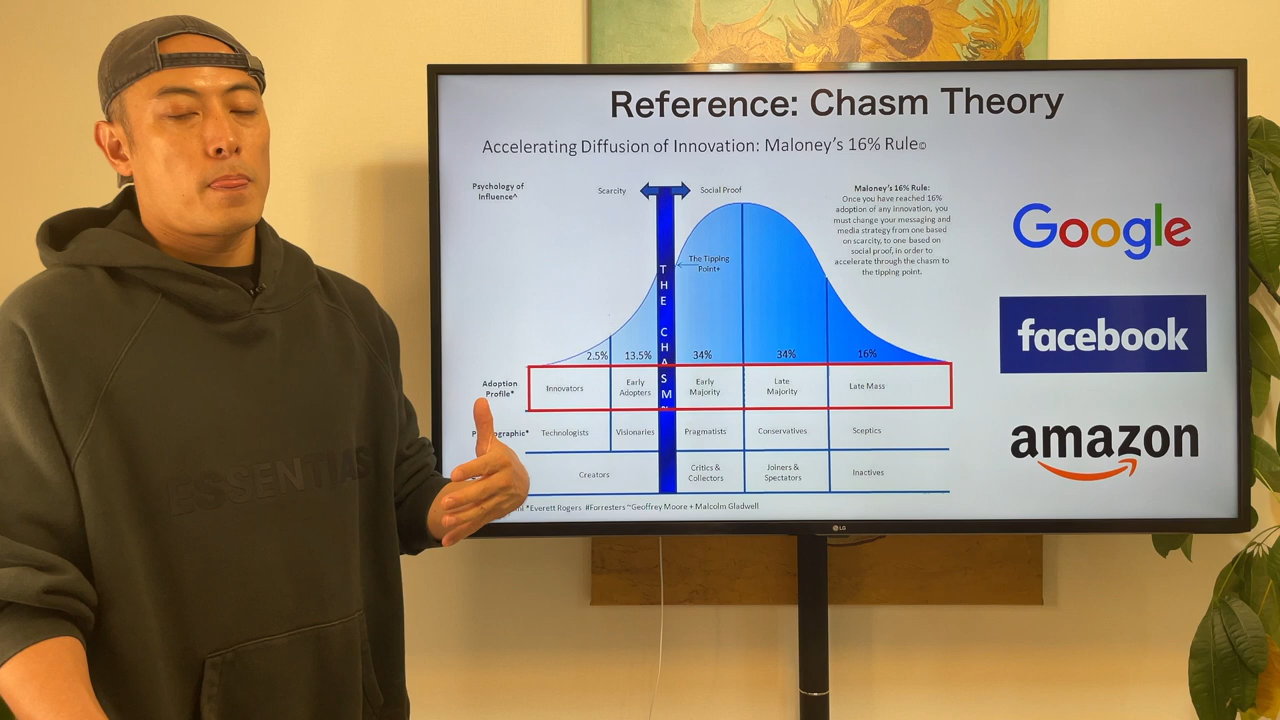 Reference: Chasm Theory
Accelerating Diffusion of Innovation: Maloney's 16% Rule©
Psychology of
Influence^
Scarcity
Social Proof
Maloney's 16% Rule:
Once you have reached 16%
adoption of any innovation, you
must change your messaging and
media strategy from one based
on scarcity, to one based on
social proof, in order to
accelerate through the chasm to
the tipping point.
The Tipping
Point+
THE CHASM~
2.5%
13.5%
34%
34%
16%
Adoption
Profile*
Innovators
Early
Adopters
Early
Majority
Late
Majority
Late Mass
Technologists
Visionaries
Pragmatists
Conservatives
Sceptics
Creators
Critics &
Collectors
Joiners &
Spectators
Inactives
*Everett Rogers #Forresters ~Geoffrey Moore + Malcolm Gladwell
Google
facebook
amazon
LG
ESSENTIALS